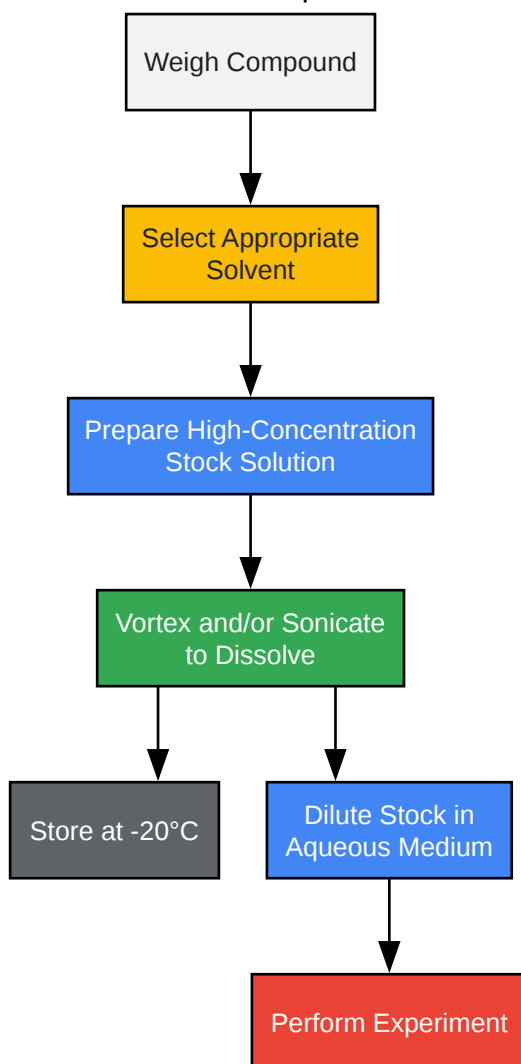 Weigh Compound
Select Appropriate
Solvent
Prepare High-Concentration
Stock Solution
Vortex and/or Sonicate
to Dissolve
Store at -20°C
Dilute Stock in
Aqueous Medium
Perform Experiment